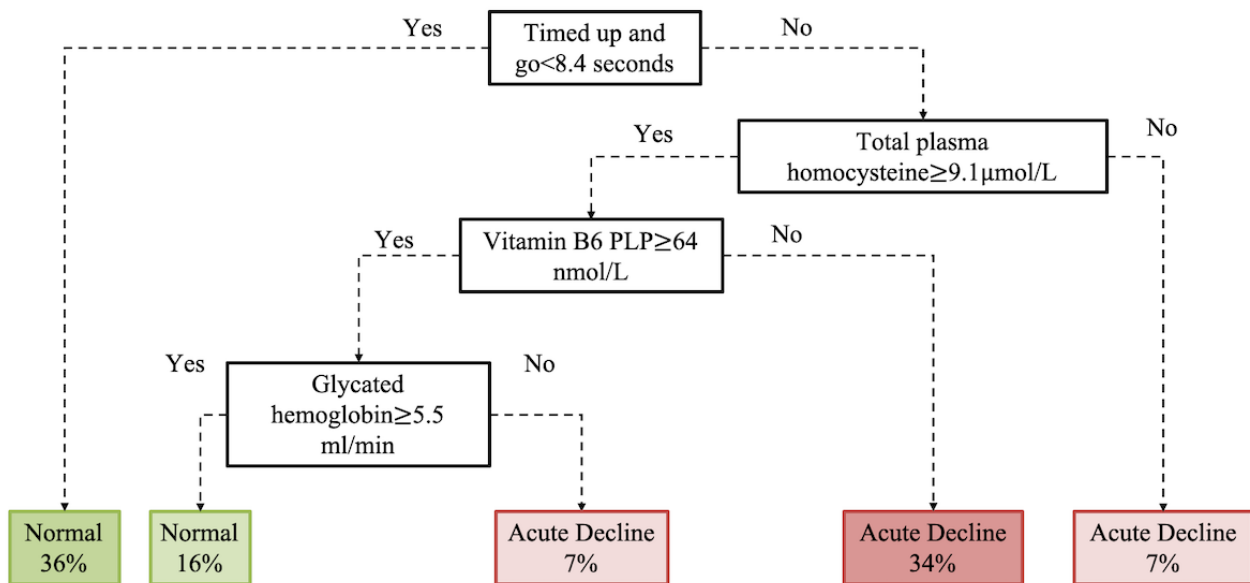 Yes
Timed up and
go<8.4 seconds
No
Yes
Total plasma
homocysteine≥9.1μmol/L
No
Yes
Vitamin B6 PLP≥64
nmol/L
No
Yes
Glycated
hemoglobin≥5.5
ml/min
No
Normal
36%
Normal
16%
Acute Decline
7%
Acute Decline
34%
Acute Decline
7%